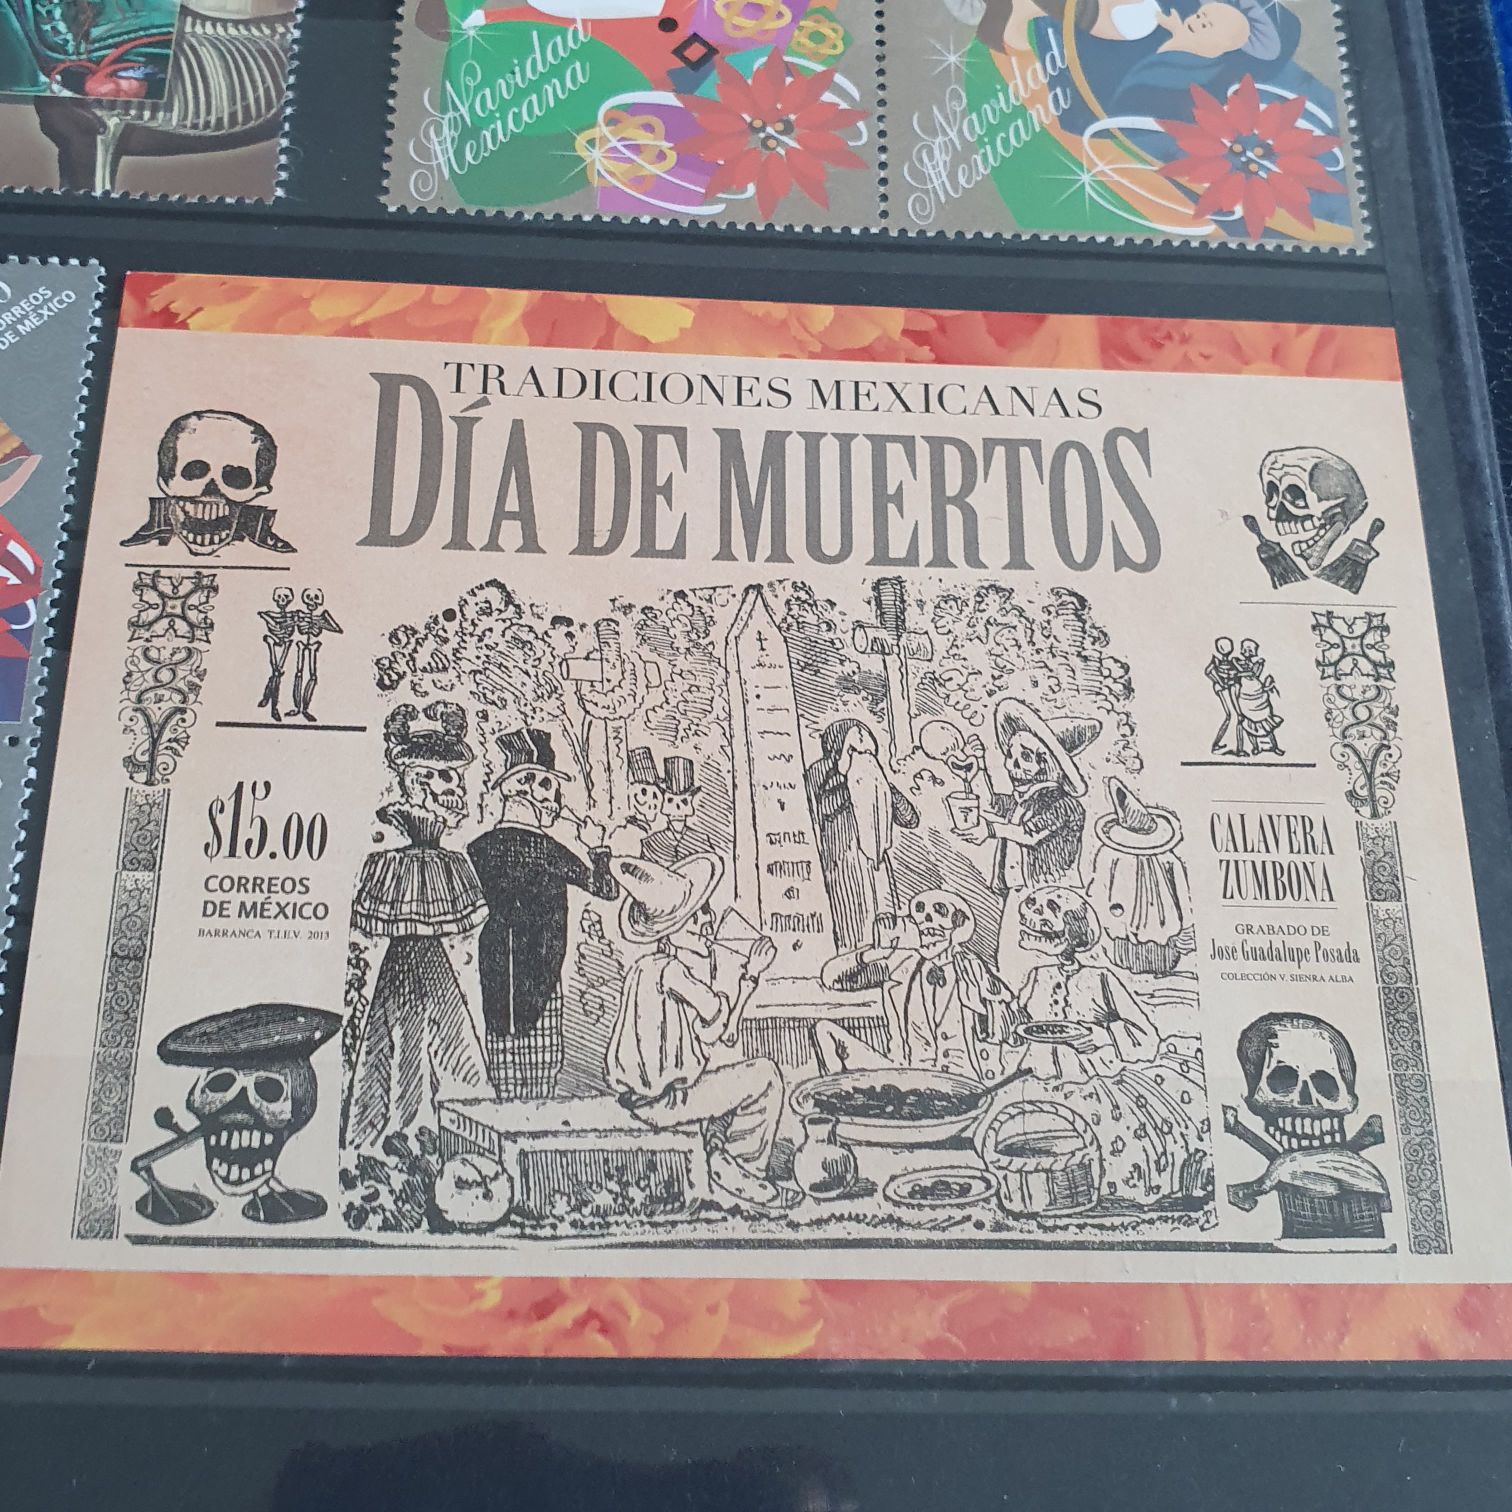 Navidad
Mexicana
Navidad
Mexicana
CORREOS
DE MÉXICO
TRADICIONES MEXICANAS
DÍA DE MUERTOS
$15.00
CORREOS
DE MÉXICO
BARRANCA T.I.E.V. 2013
CALAVERA
ZUMBONA
GRABADO DE
José Guadalupe Posada
COLECCIÓN V. SIENRA ALBA